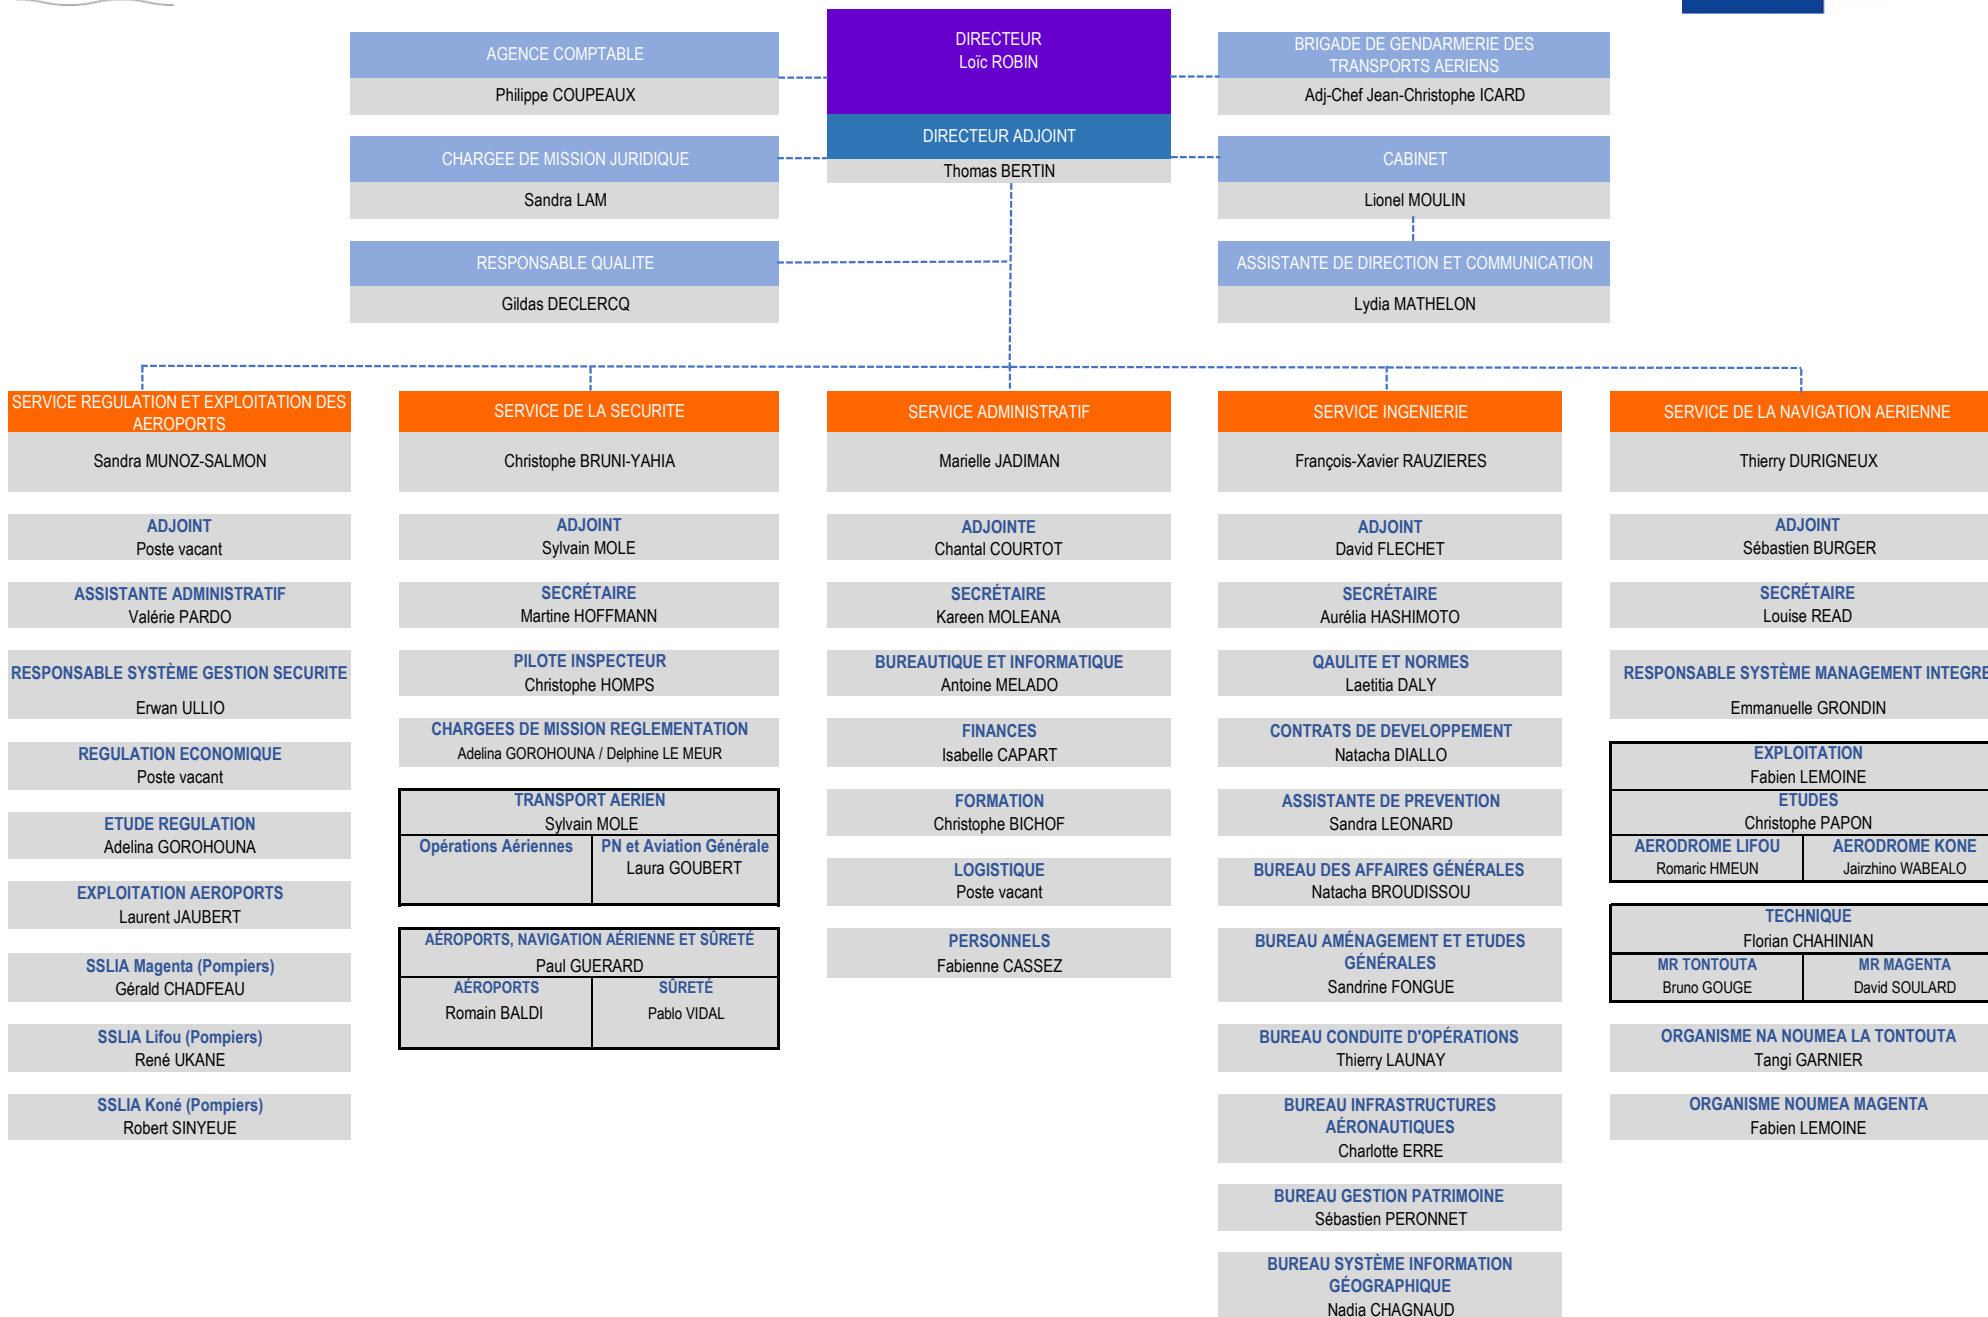 DIRECTEUR
Loïc ROBIN
DIRECTEUR ADJOINT
Thomas BERTIN
AGENCE COMPTABLE
Philippe COUPEAUX
CHARGEE DE MISSION JURIDIQUE
Sandra LAM
RESPONSABLE QUALITE
Gildas DECLERCQ
BRIGADE DE GENDARMERIE DES
TRANSPORTS AERIENS
Adj-Chef Jean-Christophe ICARD
CABINET
Lionel MOULIN
ASSISTANTE DE DIRECTION ET COMMUNICATION
Lydia MATHELON
SERVICE REGULATION ET EXPLOITATION DES
AEROPORTS
Sandra MUNOZ-SALMON
ADJOINT
Poste vacant
ASSISTANTE ADMINISTRATIF
Valérie PARDO
RESPONSABLE SYSTÈME GESTION SECURITE
Erwan ULLIO
REGULATION ECONOMIQUE
Poste vacant
ETUDE REGULATION
Adelina GOROHOUNA
EXPLOITATION AEROPORTS
Laurent JAUBERT
SSLIA Magenta (Pompiers)
Gérald CHADFEAU
SSLIA Lifou (Pompiers)
René UKANE
SSLIA Koné (Pompiers)
Robert SINYEUE
SERVICE DE LA SECURITE
Christophe BRUNI-YAHIA
ADJOINT
Sylvain MOLE
SECRÉTAIRE
Martine HOFFMANN
PILOTE INSPECTEUR
Christophe HOMPS
CHARGEES DE MISSION REGLEMENTATION
Adelina GOROHOUNA / Delphine LE MEUR
TRANSPORT AERIEN
Sylvain MOLE
Opérations Aériennes
PN et Aviation Générale
Laura GOUBERT
AÉROPORTS, NAVIGATION AÉRIENNE ET SÛRETÉ
Paul GUERARD
AÉROPORTS
Romain BALDI
SÛRETÉ
Pablo VIDAL
SERVICE ADMINISTRATIF
Marielle JADIMAN
ADJOINTE
Chantal COURTOT
SECRÉTAIRE
Kareen MOLEANA
BUREAUTIQUE ET INFORMATIQUE
Antoine MELADO
FINANCES
Isabelle CAPART
FORMATION
Christophe BICHOF
LOGISTIQUE
Poste vacant
PERSONNELS
Fabienne CASSEZ
SERVICE INGENIERIE
François-Xavier RAUZIERES
ADJOINT
David FLECHET
SECRÉTAIRE
Aurélia HASHIMOTO
QAULITE ET NORMES
Laetitia DALY
CONTRATS DE DEVELOPPEMENT
Natacha DIALLO
ASSISTANTE DE PREVENTION
Sandra LEONARD
BUREAU DES AFFAIRES GÉNÉRALES
Natacha BROUDISSOU
BUREAU AMÉNAGEMENT ET ETUDES
GÉNÉRALES
Sandrine FONGUE
BUREAU CONDUITE D'OPÉRATIONS
Thierry LAUNAY
BUREAU INFRASTRUCTURES
AÉRONAUTIQUES
Charlotte ERRE
BUREAU GESTION PATRIMOINE
Sébastien PERONNET
BUREAU SYSTÈME INFORMATION
GÉOGRAPHIQUE
Nadia CHAGNAUD
SERVICE DE LA NAVIGATION AERIENNE
Thierry DURIGNEUX
ADJOINT
Sébastien BURGER
SECRÉTAIRE
Louise READ
RESPONSABLE SYSTÈME MANAGEMENT INTEGRE
Emmanuelle GRONDIN
EXPLOITATION
Fabien LEMOINE
ETUDES
Christophe PAPON
AERODROME LIFOU
Romaric HMEUN
AERODROME KONE
Jairzhino WABEALO
TECHNIQUE
Florian CHAHINIAN
MR TONTOUTA
Bruno GOUGE
MR MAGENTA
David SOULARD
ORGANISME NA NOUMEA LA TONTOUTA
Tangi GARNIER
ORGANISME NOUMEA MAGENTA
Fabien LEMOINE